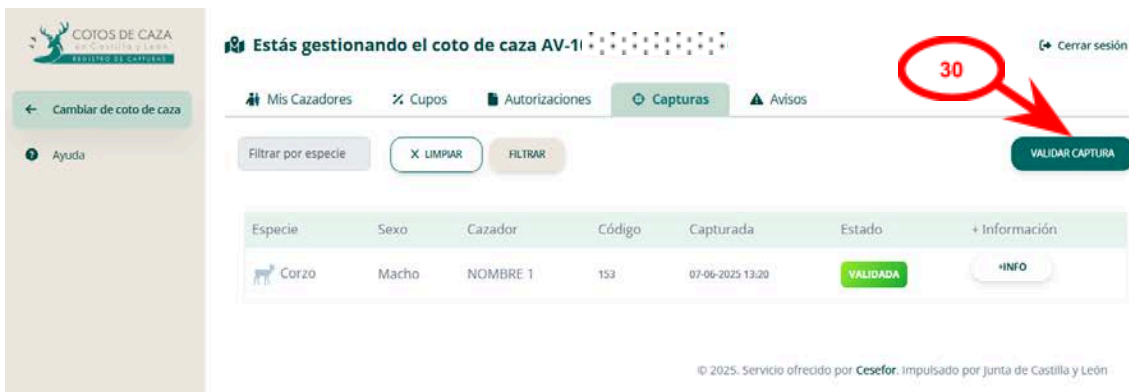 COTOS DE CAZA
en Castilla y León
REGISTRO DE CAPTURAS
Estás gestionando el coto de caza AV-1
Cerrar sesión
30
Cambiar de coto de caza
Mis Cazadores Cupos Autorizaciones Capturas Avisos
Ayuda
Filtrar por especie X LIMPIAR FILTRAR VALIDAR CAPTURA
Especie Sexo Cazador Código Capturada Estado + Información
Corzo Macho NOMBRE 1 153 07-06-2025 13:20 VALIDADA +INFO
© 2025. Servicio ofrecido por Cesefor. Impulsado por Junta de Castilla y León